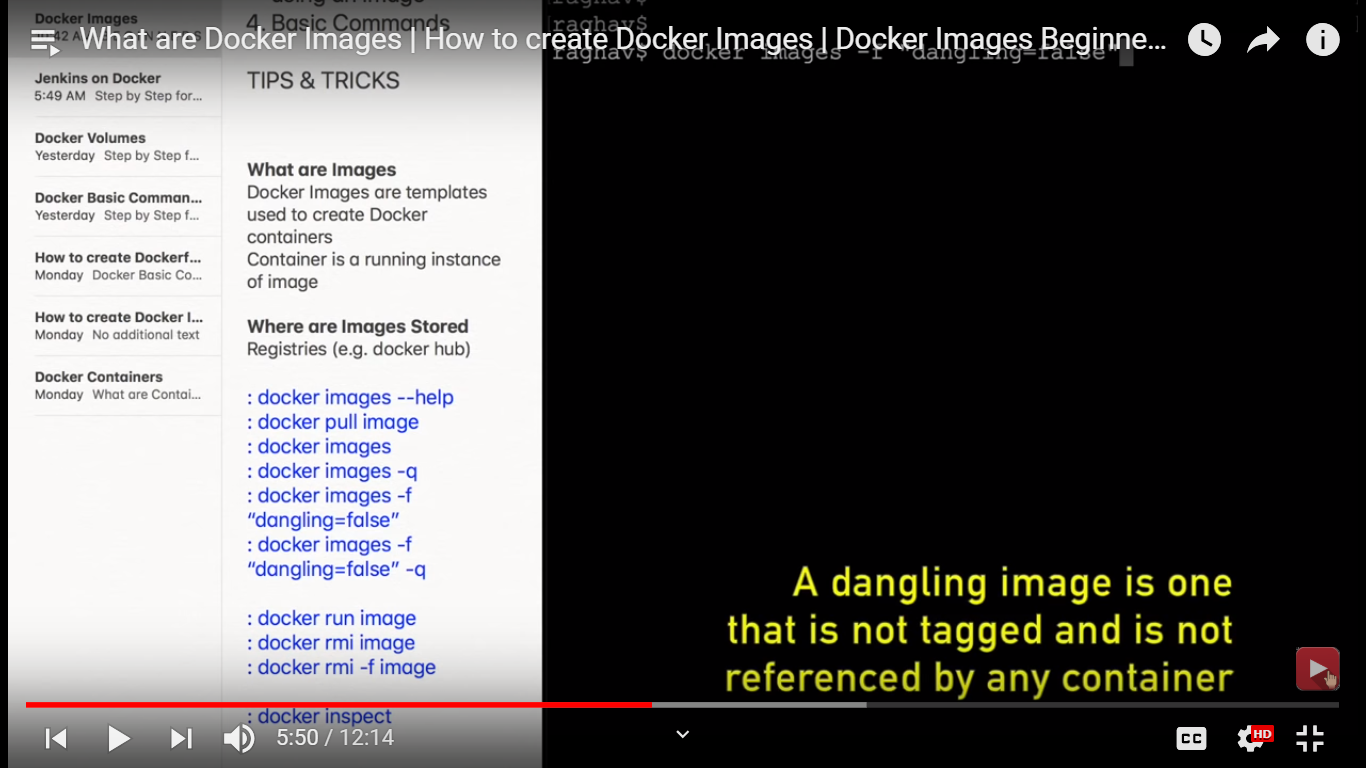 What are Docker Images | How to create Docker Images | Docker Images Beginne...
Docker Images
Jenkins on Docker
5:49 AM Step by Step for...
Docker Volumes
Yesterday Step by Step f...
Docker Basic Comman...
Yesterday Step by Step f...
How to create Dockerf...
Monday Docker Basic Co...
How to create Docker I...
Monday No additional text
Docker Containers
Monday What are Contai...
using an image
4. Basic Commands
TIPS & TRICKS
What are Images
Docker Images are templates
used to create Docker
containers
Container is a running instance
of image
Where are Images Stored
Registries (e.g. docker hub)
: docker images --help
: docker pull image
: docker images
: docker images -q
: docker images -f
“dangling=false”
: docker images -f
“dangling=false” -q
: docker run image
: docker rmi image
: docker rmi -f image
: docker inspect
raghav$
raghav$
raghav$ docker images -f "dangling=false"
A dangling image is one
that is not tagged and is not
referenced by any container
5:50 / 12:14
CC
HD